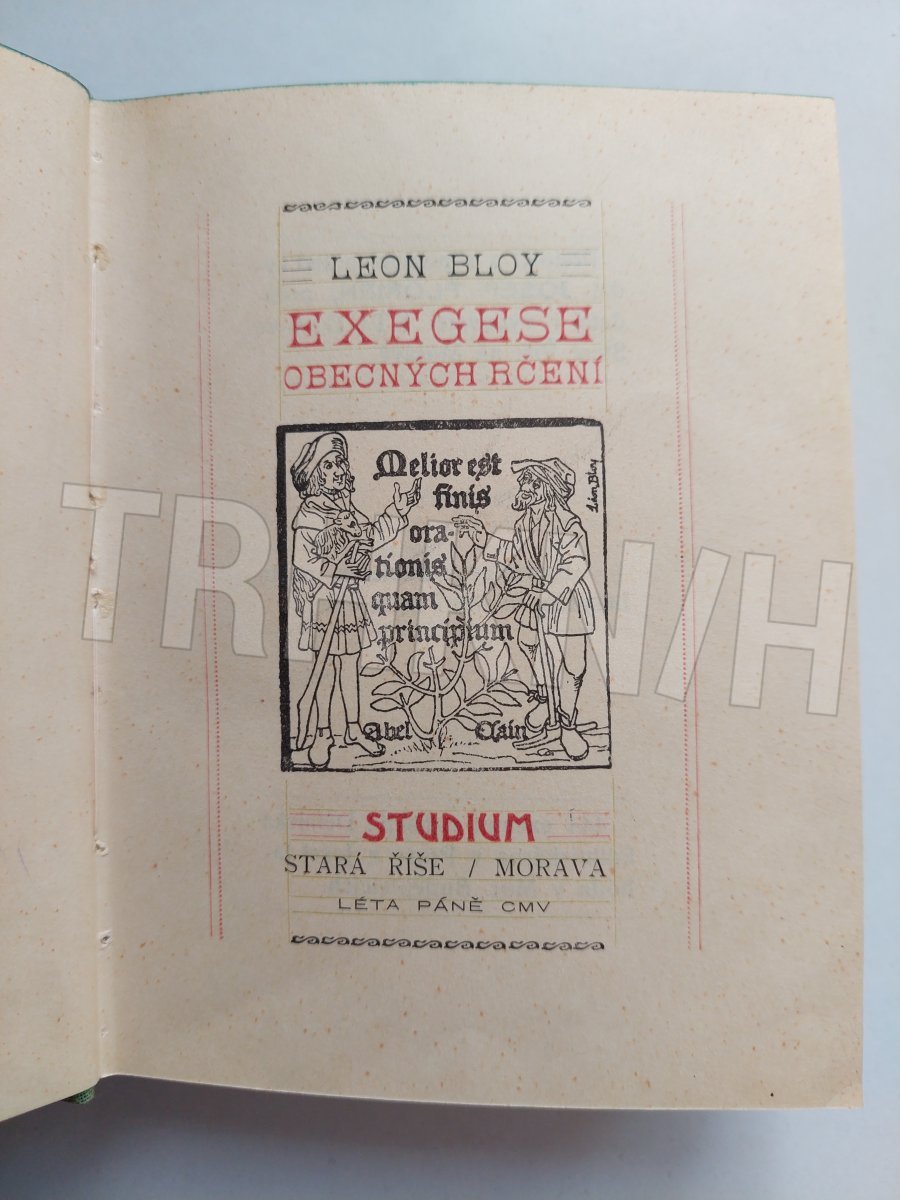 LEON BLOY
EXEGESE
OBECNÝCH RČENÍ
Melior est
finis
ora-
tionis
quam
principium
Léon Bloy
Abel
Cain
STUDIUM
STARÁ ŘÍŠE / MORAVA
LÉTA PÁNĚ CMV